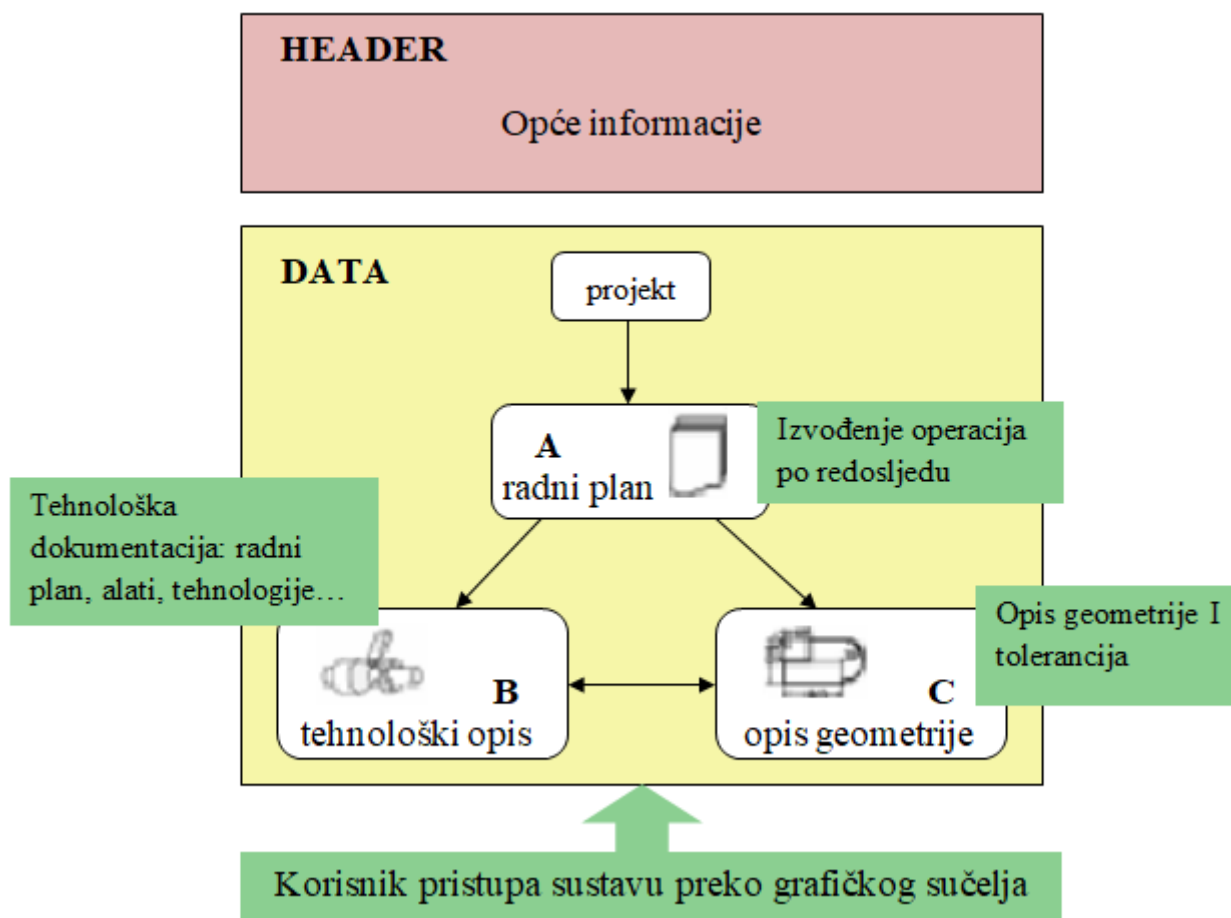 HEADER
Opće informacije
DATA
projekt
A
radni plan
Izvođenje operacija
po redosljedu
Tehnološka
dokumentacija: radni
plan, alati, tehnologije…
B
tehnološki opis
C
opis geometrije
Opis geometrije I
tolerancija
Korisnik pristupa sustavu preko grafičkog sučelja